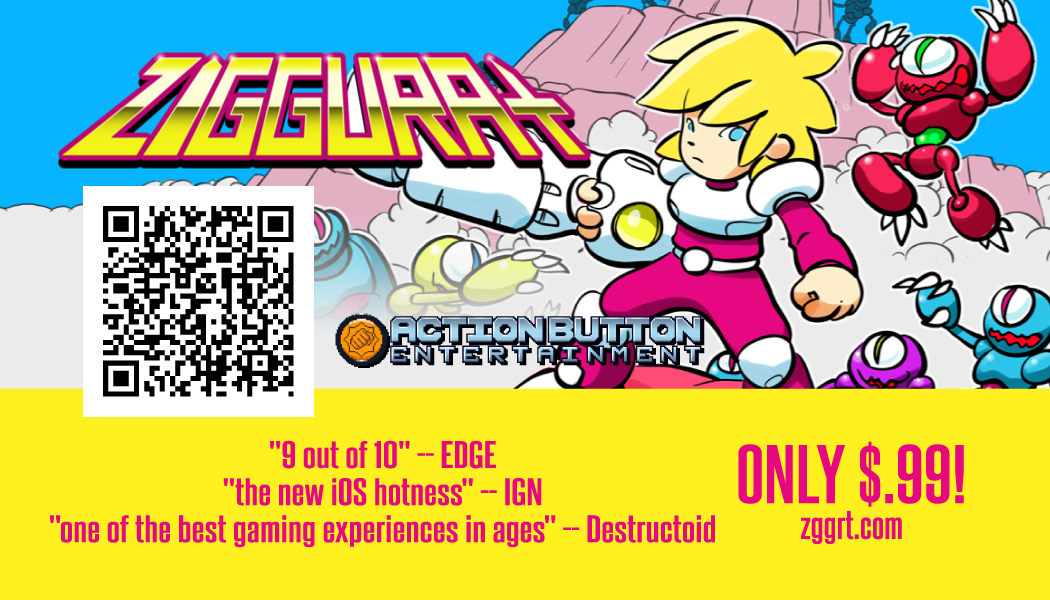 ZIGGURAT
ACTION BUTTON
ENTERTAINMENT
"9 out of 10" -- EDGE
"the new iOS hotness" -- IGN
"one of the best gaming experiences in ages" -- Destructoid
ONLY $.99!
zggrt.com